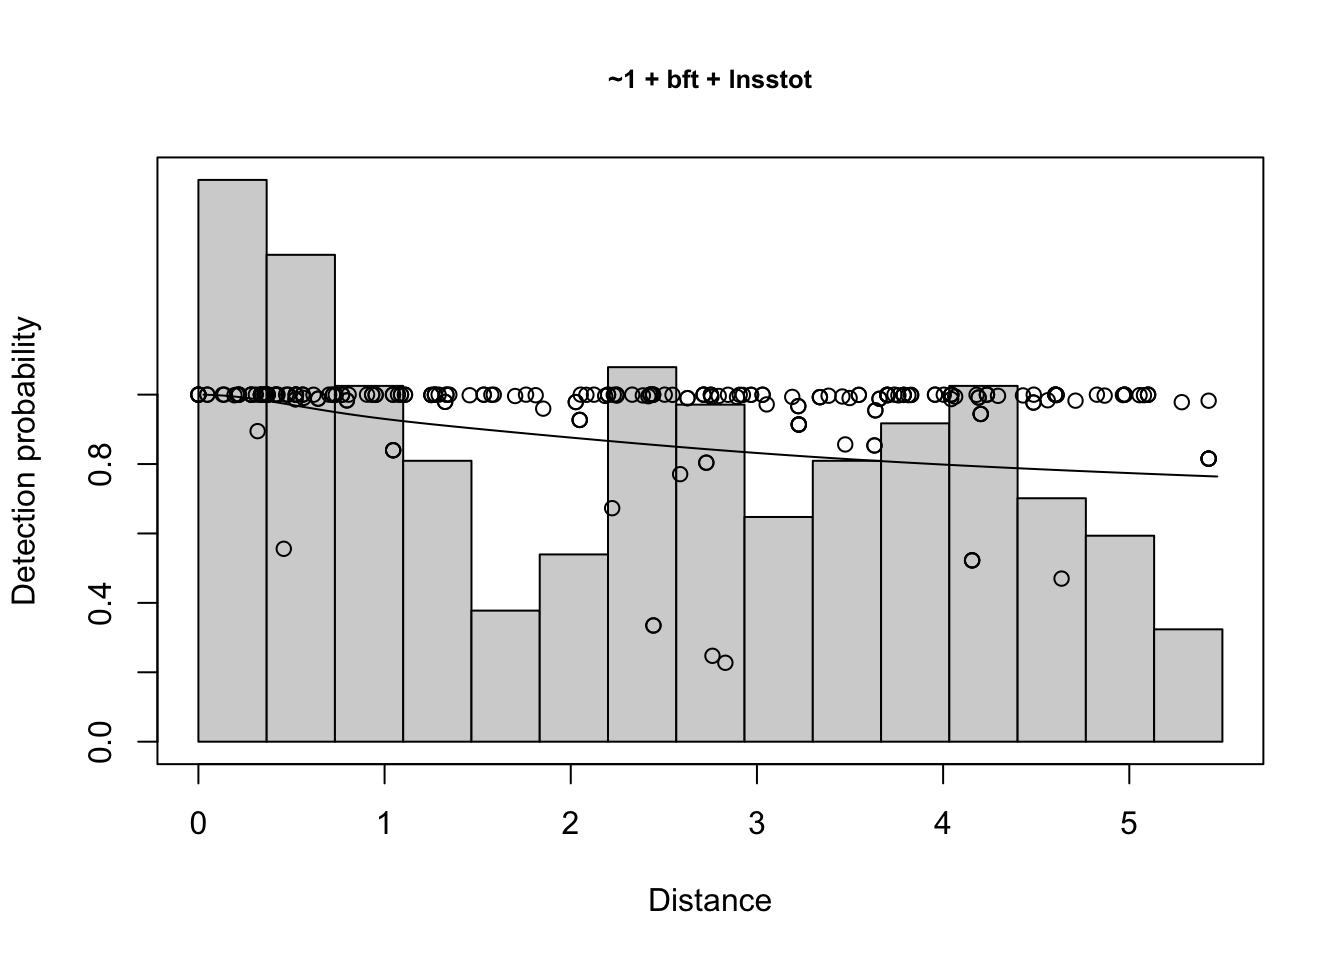 ~1 + bft + lnsstot
Detection probability
0.8
0.4
0.0
0 1 2 3 4 5
Distance